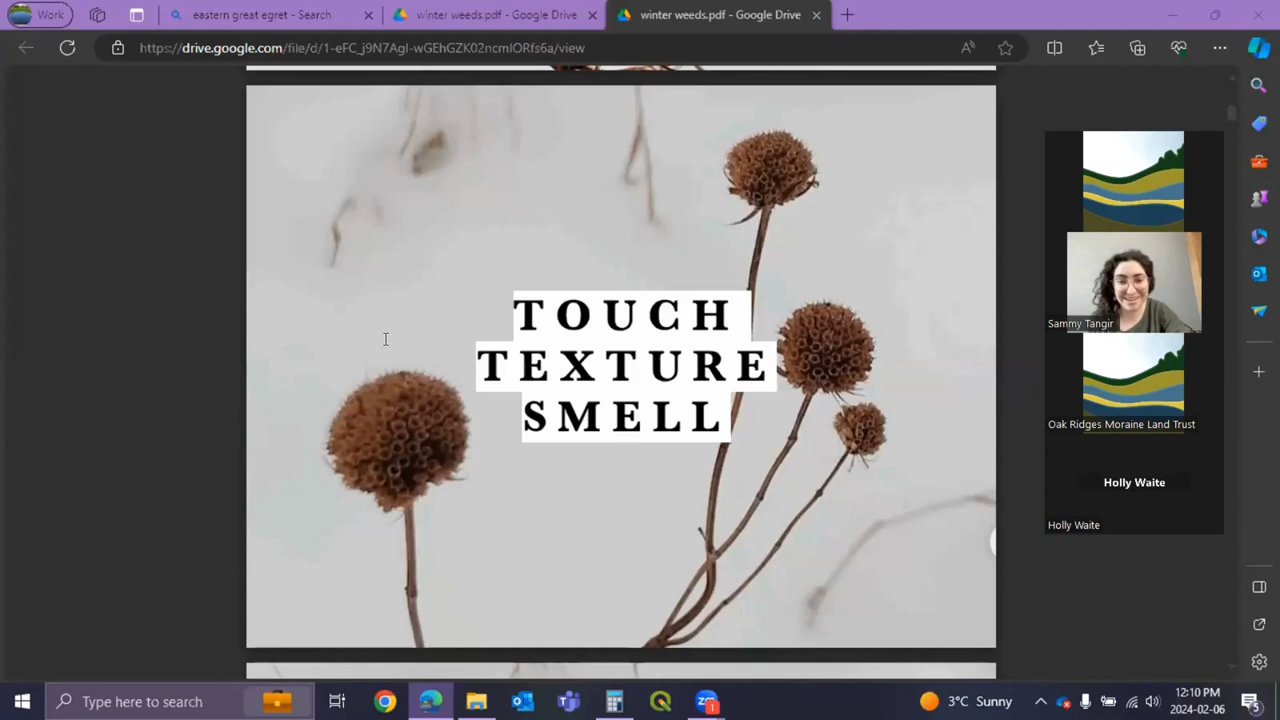 Work
eastern great egret - Search
winter weeds.pdf - Google Drive
winter weeds.pdf - Google Drive
https://drive.google.com/file/d/1-eFC_j9N7AgI-wGEhGZK02ncmIORfs6a/view
TOUCH
TEXTURE
SMELL
Sammy Tangir
Oak Ridges Moraine Land Trust
Holly Waite
Holly Waite
Type here to search
1
3°C Sunny
12:10 PM
2024-02-06
5